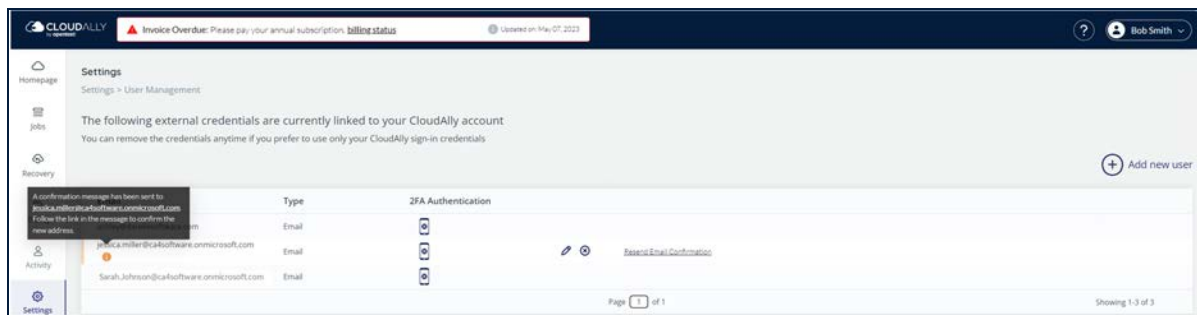 CLOUDALLY
by opentext
Invoice Overdue: Please pay your annual subscription. billing status
Updated on May 07, 2023
?
Bob Smith
Homepage
Jobs
Recovery
Activity
Settings
Settings
Settings > User Management
The following external credentials are currently linked to your CloudAlly account
You can remove the credentials anytime if you prefer to use only your CloudAlly sign-in credentials
Add new user
A confirmation message has been sent to
jessica.miller@ca4software.onmicrosoft.com
Follow the link in the message to confirm the
new address.
Type
2FA Authentication
Email
jessica.miller@ca4software.onmicrosoft.com
Email
Resend Email Confirmation
Sarah.Johnson@ca4software.onmicrosoft.com
Email
Page 1 of 1
Showing 1-3 of 3